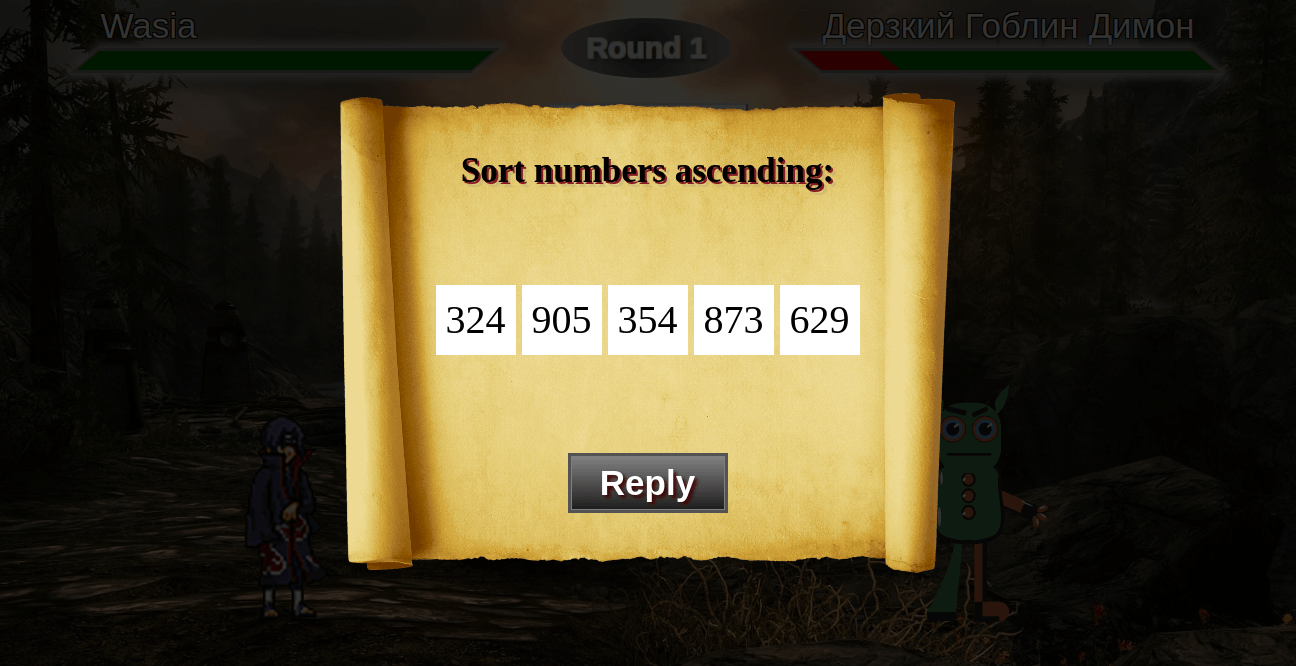 Wasia
Round 1
Дерзкий Гоблин Димон
Sort numbers ascending:
324 905 354 873 629
Reply